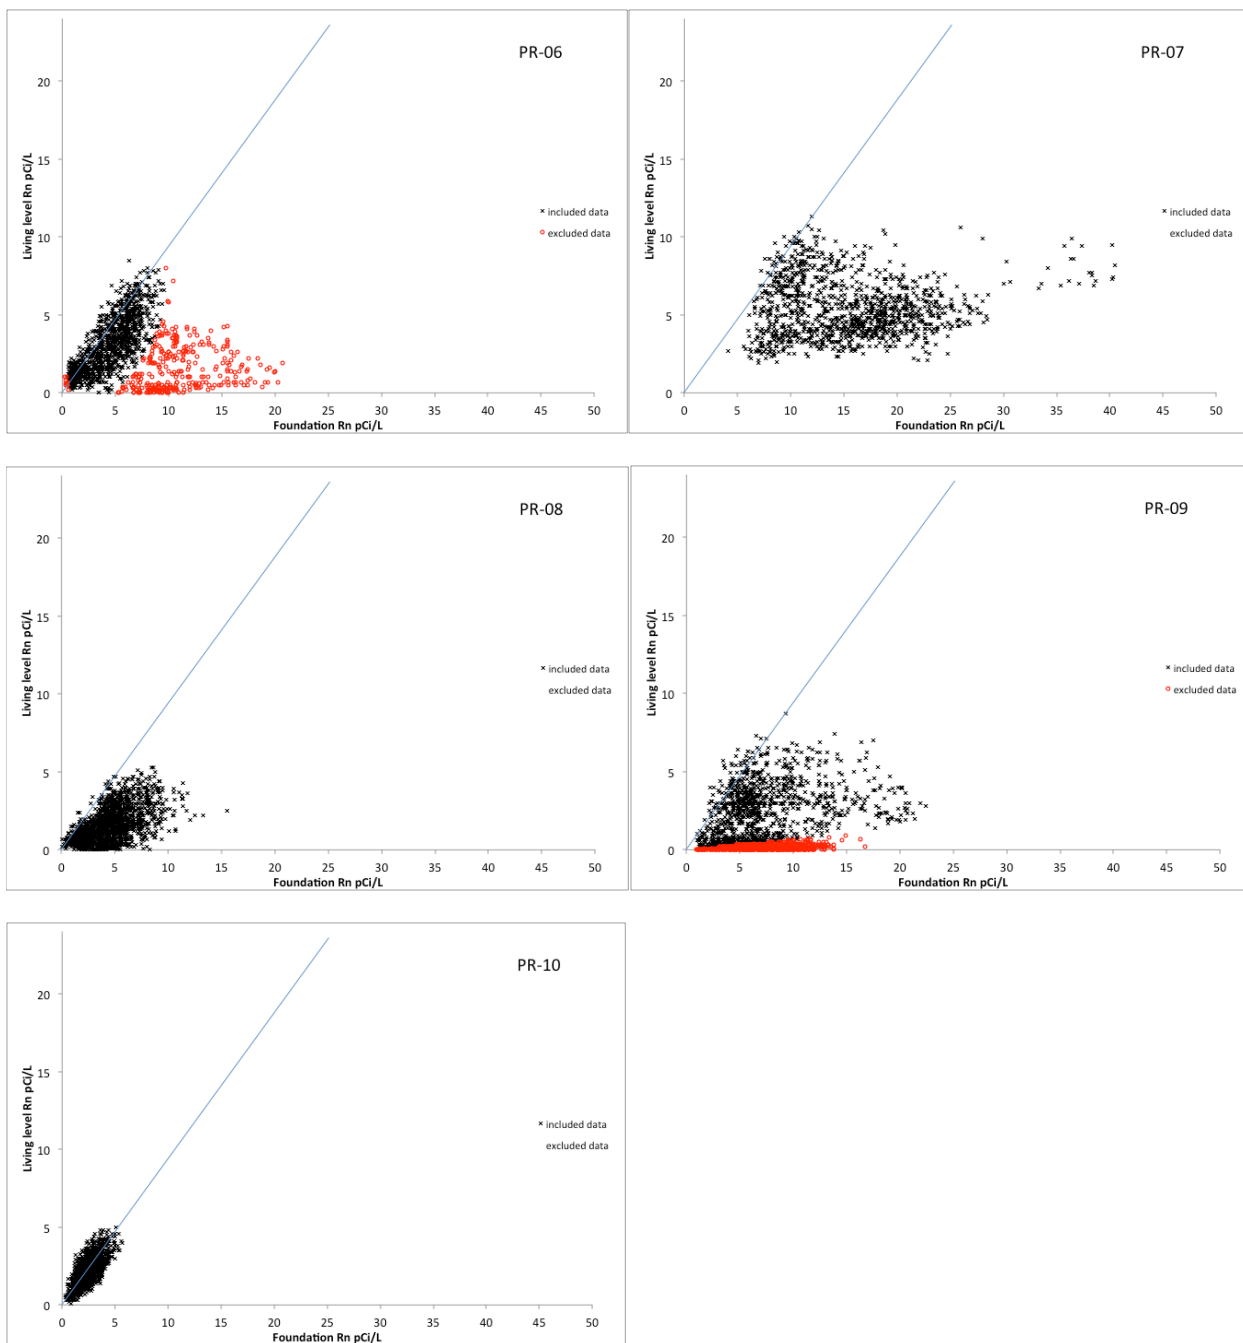 PR-06
20
15
10
5
0
Living level Rn pCi/L
× included data
○ excluded data
0 5 10 15 20 25 30 35 40 45 50
Foundation Rn pCi/L
PR-07
20
15
10
5
0
Living level Rn pCi/L
× included data
excluded data
0 5 10 15 20 25 30 35 40 45 50
Foundation Rn pCi/L
PR-08
20
15
10
5
0
Living level Rn pCi/L
× included data
excluded data
0 5 10 15 20 25 30 35 40 45 50
Foundation Rn pCi/L
PR-09
20
15
10
5
0
Living level Rn pCi/L
× included data
○ excluded data
0 5 10 15 20 25 30 35 40 45 50
Foundation Rn pCi/L
PR-10
20
15
10
5
0
Living level Rn pCi/L
× included data
excluded data
0 5 10 15 20 25 30 35 40 45 50
Foundation Rn pCi/L